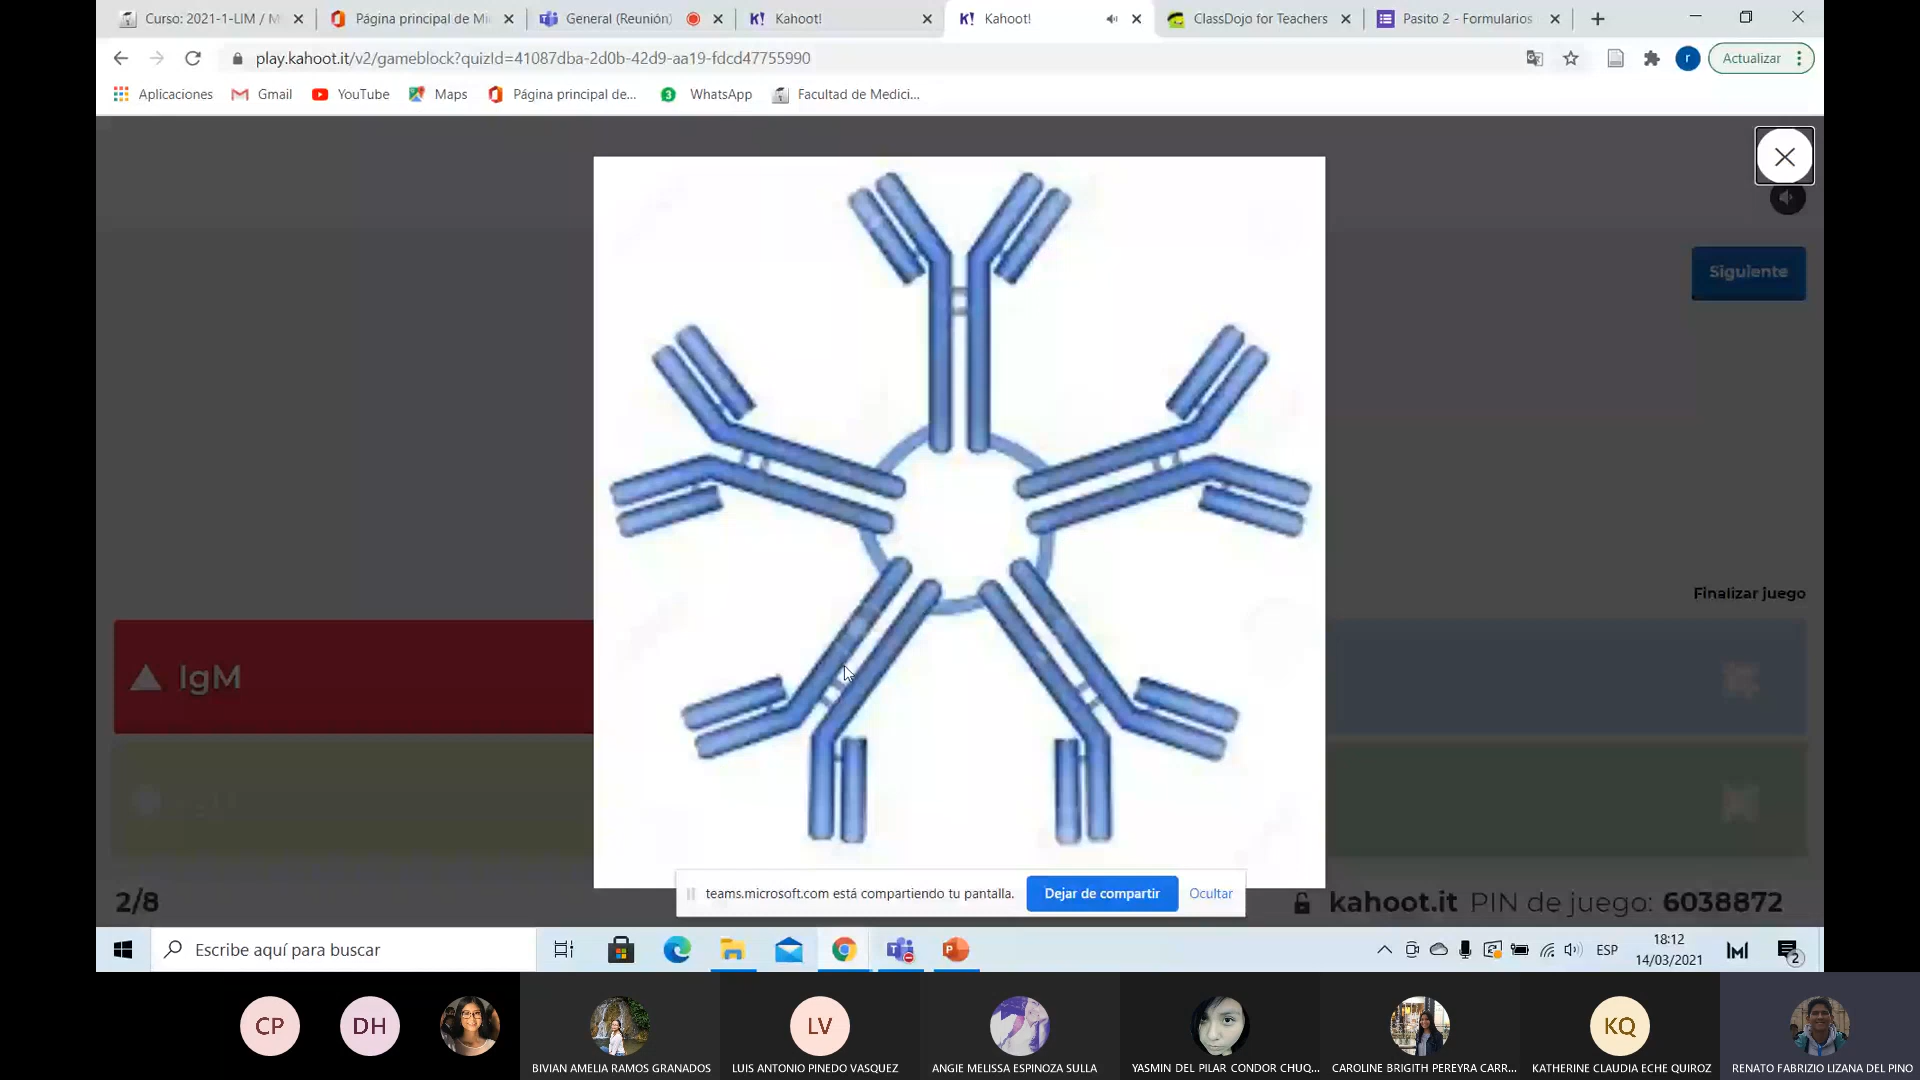 Curso: 2021-1-LIM / M
Página principal de Mi
General (Reunión)
Kahoot!
Kahoot!
ClassDojo for Teachers
Pasito 2 - Formularios
play.kahoot.it/v2/gameblock?quizId=41087dba-2d0b-42d9-aa19-fdcd47755990
r
Actualizar
Aplicaciones
Gmail
YouTube
Maps
Página principal de...
3
WhatsApp
Facultad de Medici...
Siguiente
Finalizar juego
IgM
2/8
teams.microsoft.com está compartiendo tu pantalla.
Dejar de compartir
Ocultar
kahoot.it PIN de juego: 6038872
Escribe aquí para buscar
ESP
18:12
14/03/2021
2
CP
DH
LV
KQ
BIVIAN AMELIA RAMOS GRANADOS
LUIS ANTONIO PINEDO VASQUEZ
ANGIE MELISSA ESPINOZA SULLA
YASMIN DEL PILAR CONDOR CHUQ...
CAROLINE BRIGITH PEREYRA CARR...
KATHERINE CLAUDIA ECHE QUIROZ
RENATO FABRIZIO LIZANA DEL PINO